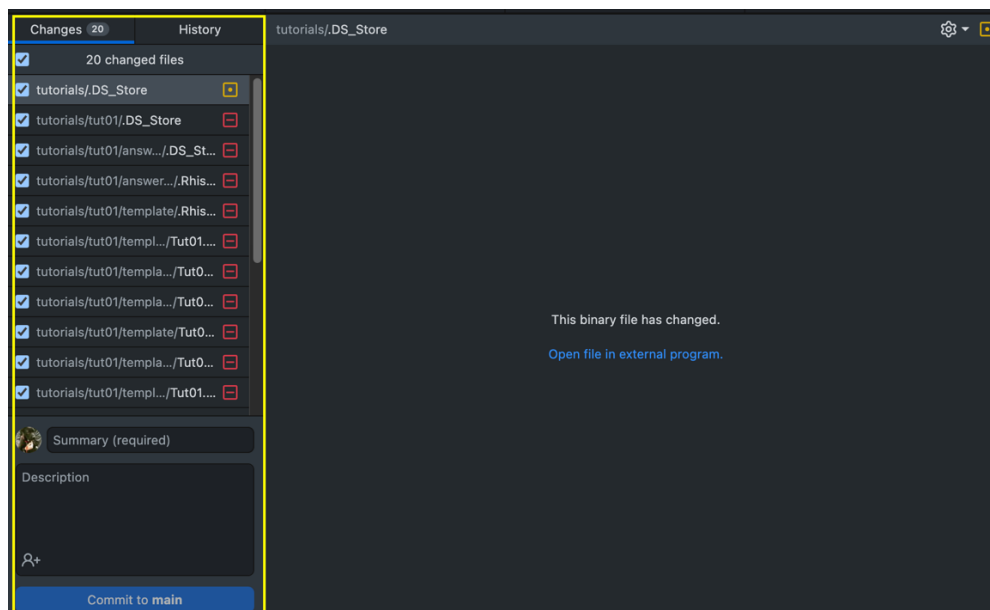 Changes 20 History
tutorials/.DS_Store
20 changed files
tutorials/.DS_Store
tutorials/tut01/.DS_Store
tutorials/tut01/answ.../.DS_St...
tutorials/tut01/answer.../.Rhis...
tutorials/tut01/template/.Rhis...
tutorials/tut01/templ.../Tut01....
tutorials/tut01/templa.../Tut0...
tutorials/tut01/templa.../Tut0...
tutorials/tut01/template/Tut0...
tutorials/tut01/templa.../Tut0...
tutorials/tut01/templ.../Tut01....
Summary (required)
Description
Commit to main
This binary file has changed.
Open file in external program.